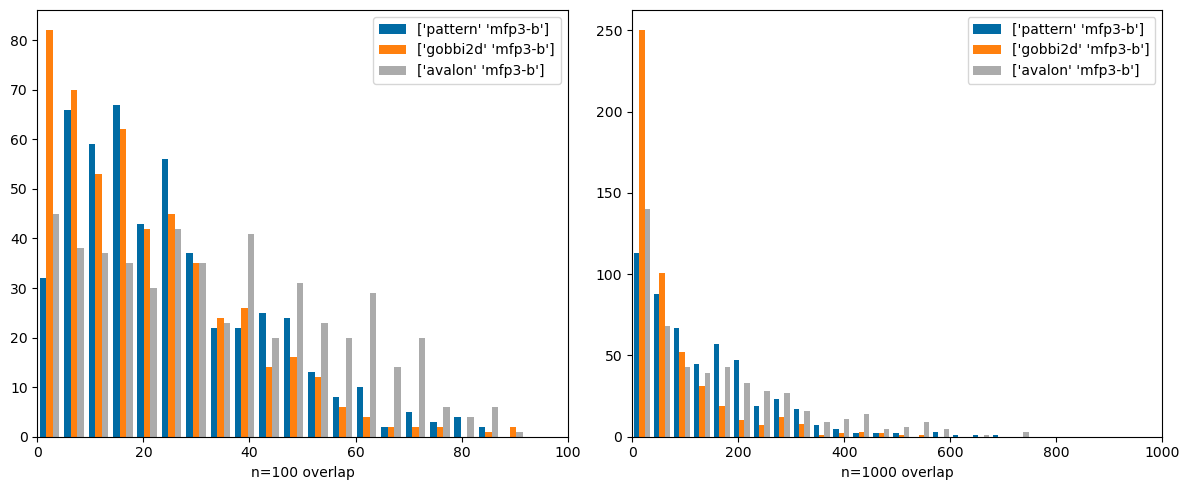 ['pattern' 'mfp3-b']
['gobbi2d' 'mfp3-b']
['avalon' 'mfp3-b']
80
70
60
50
40
30
20
10
0
0 20 40 60 80 100
n=100 overlap
['pattern' 'mfp3-b']
['gobbi2d' 'mfp3-b']
['avalon' 'mfp3-b']
250
200
150
100
50
0
0 200 400 600 800 1000
n=1000 overlap